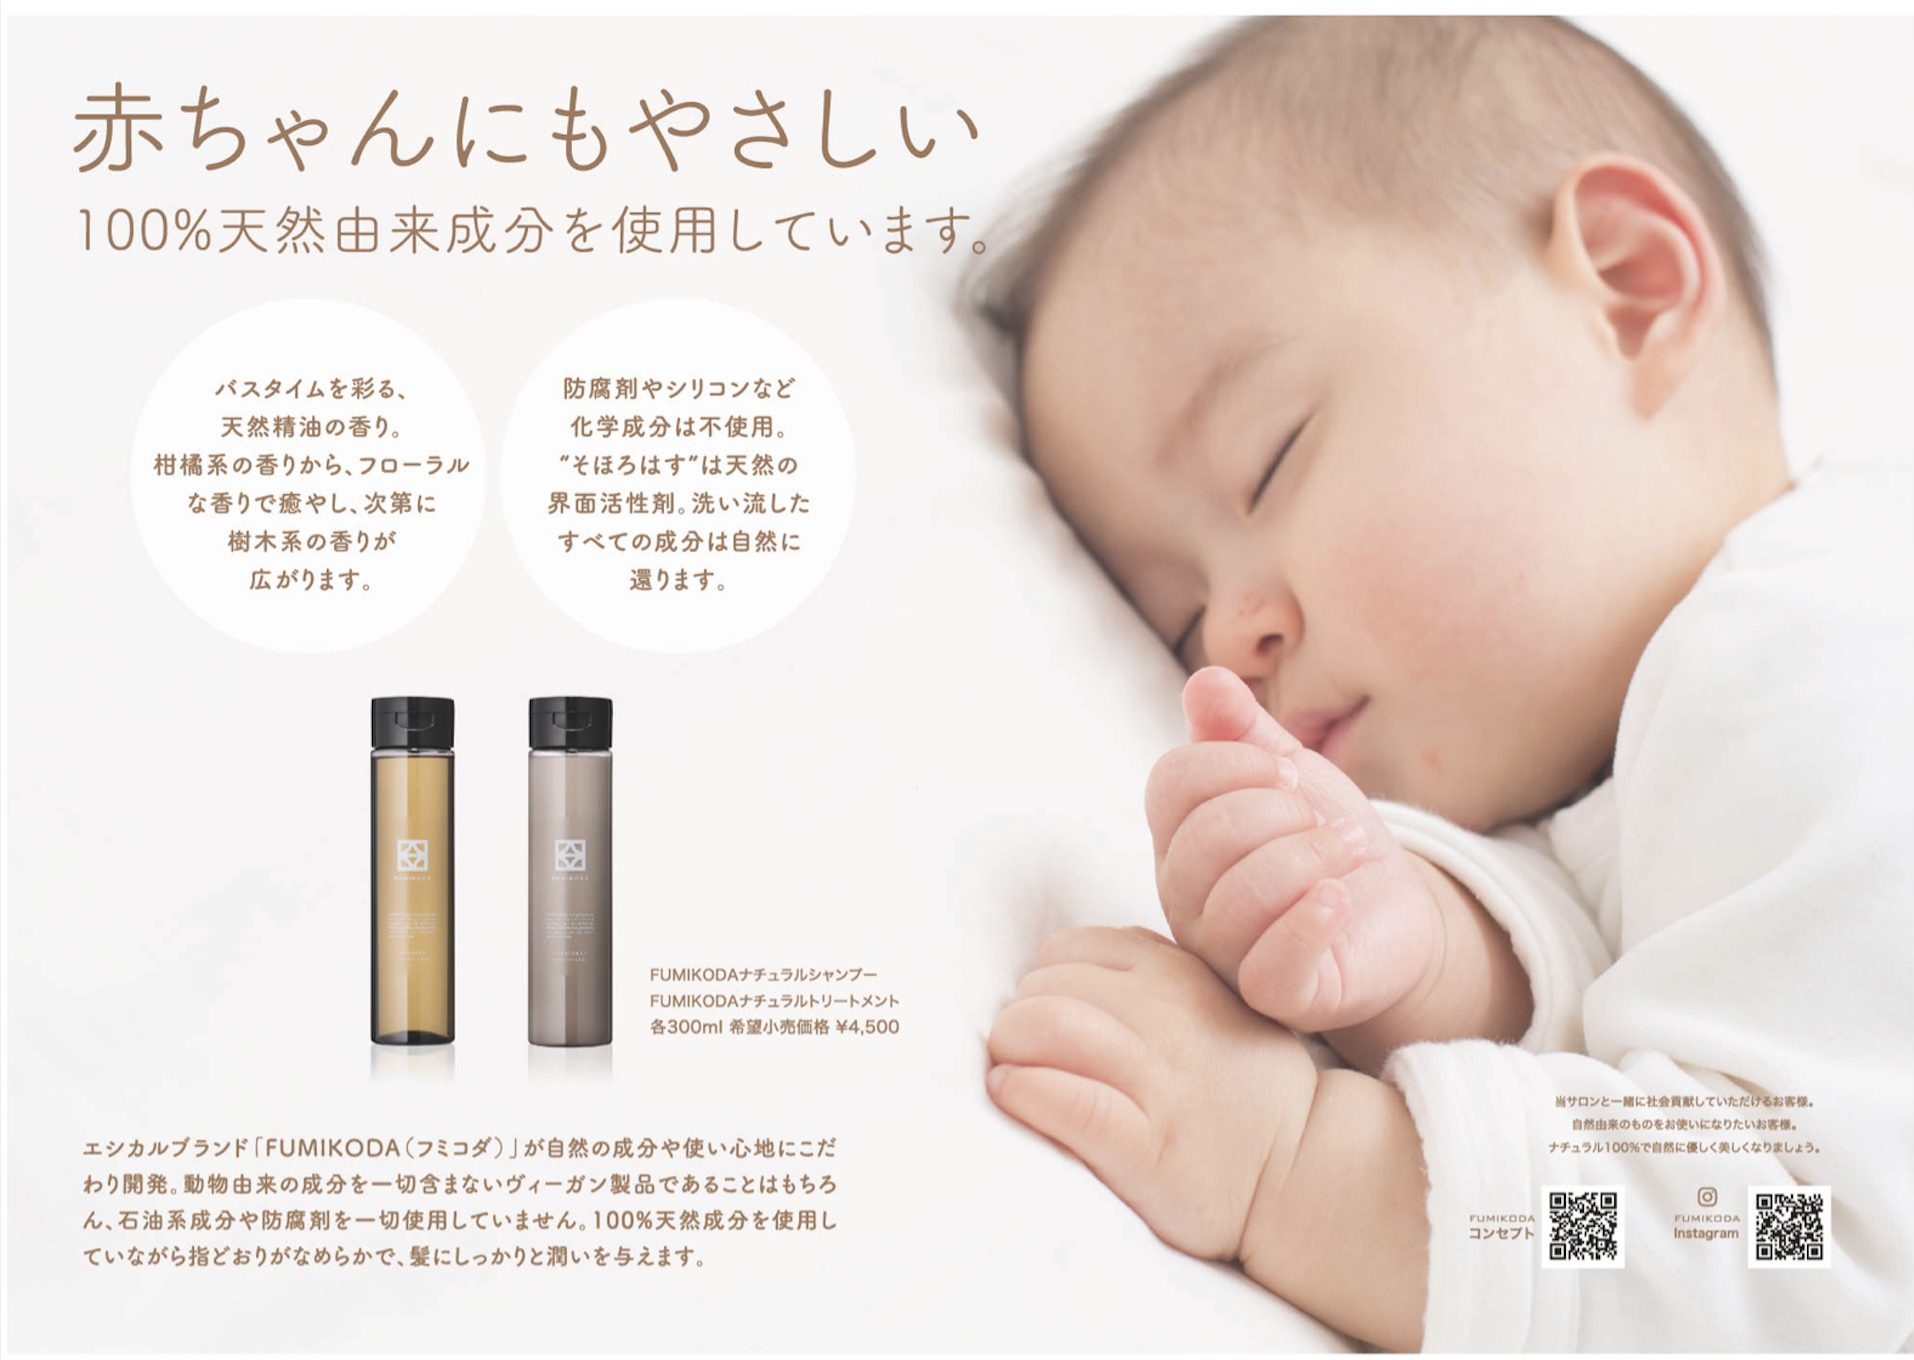 赤ちゃんにもやさしい
100%天然由来成分を使用しています。
バスタイムを彩る、
天然精油の香り。
柑橘系の香りから、フローラル
な香りで癒やし、次第に
樹木系の香りが
広がります。
防腐剤やシリコンなど
化学成分は不使用。
“そほろはす”は天然の
界面活性剤。洗い流した
すべての成分は自然に
還ります。
FUMIKODA
FUMIKODA
FUMIKODAナチュラルシャンプー
FUMIKODAナチュラルトリートメント
各300ml 希望小売価格 ¥4,500
エシカルブランド「FUMIKODA（フミコダ）」が自然の成分や使い心地にこだ
わり開発。動物由来の成分を一切含まないヴィーガン製品であることはもちろ
ん、石油系成分や防腐剤を一切使用していません。100%天然成分を使用し
ていながら指どおりがなめらかで、髪にしっかりと潤いを与えます。
当サロンと一緒に社会貢献していただけるお客様。
自然由来のものをお使いになりたいお客様。
ナチュラル100%で自然に優しく美しくなりましょう。
FUMIKODA
コンセプト
FUMIKODA
Instagram